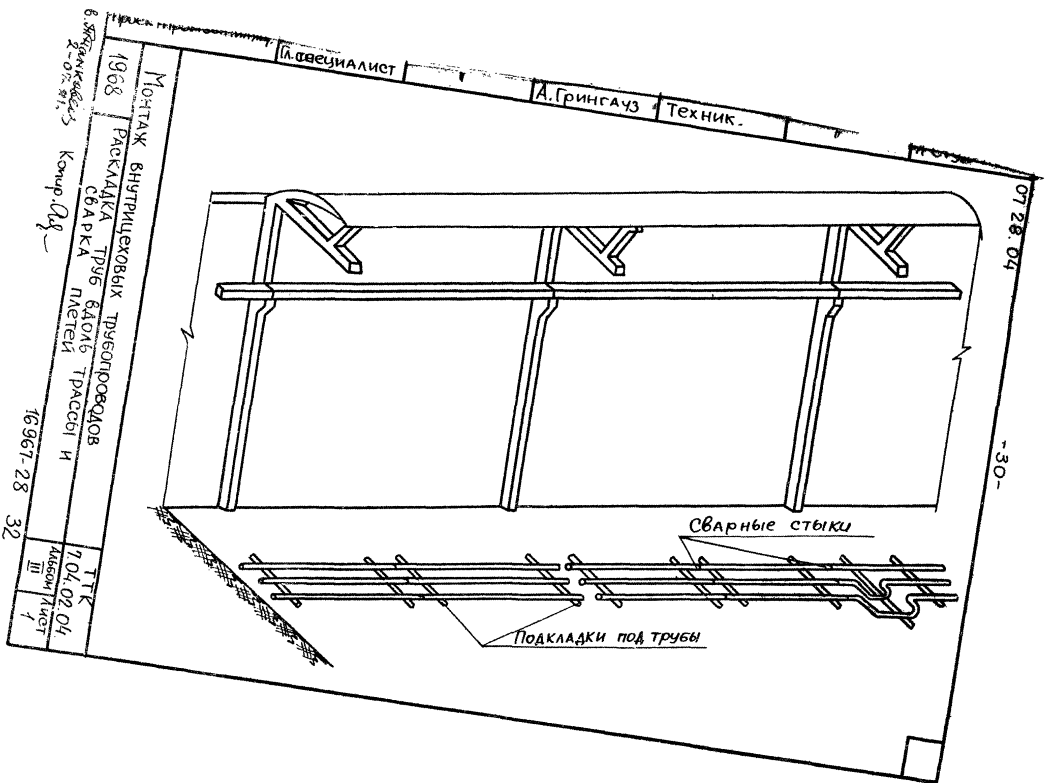 Гл. специалист
А. Грингауз Техник.
07 28.04
-30-
Сварные стыки
Подкладки под трубы
Монтаж внутрицеховых трубопроводов
1968
Раскладка труб вдоль трассы и
сварка плетей
ТТК
7.04.02.04
Альбом Лист
III 1
Копир.
16967-28 32